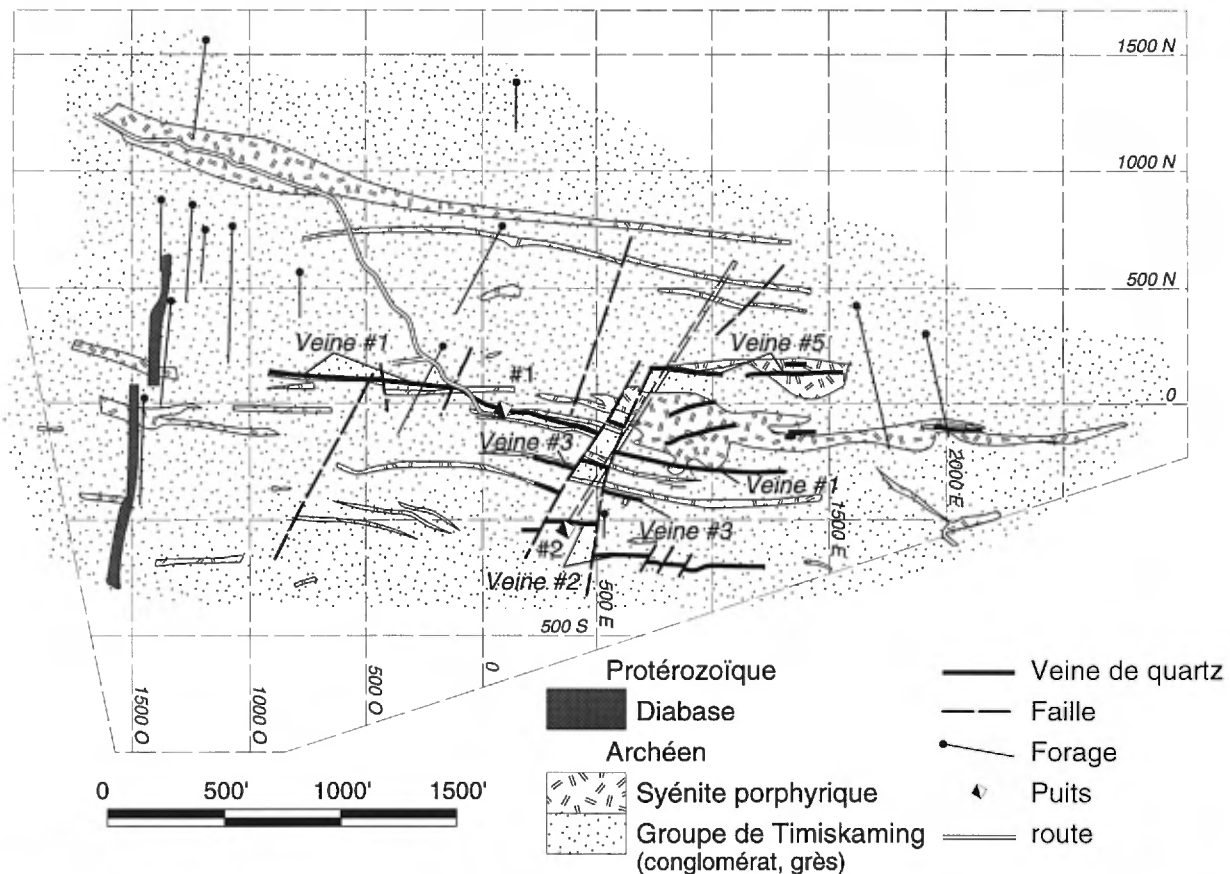 1500 N
1000 N
500 N
Veine #1
Veine #5
#1
1
0
Veine #3
Veine #1
2000 E
1500 E
Veine #3
#2
Veine #2
500 E
500 S
0
500 O
1000 O
1500 O
Protérozoïque
Diabase
Archéen
Syénite porphyrique
Groupe de Timiskaming
(conglomérat, grès)
Veine de quartz
Faille
Forage
Puits
route
0 500' 1000' 1500'